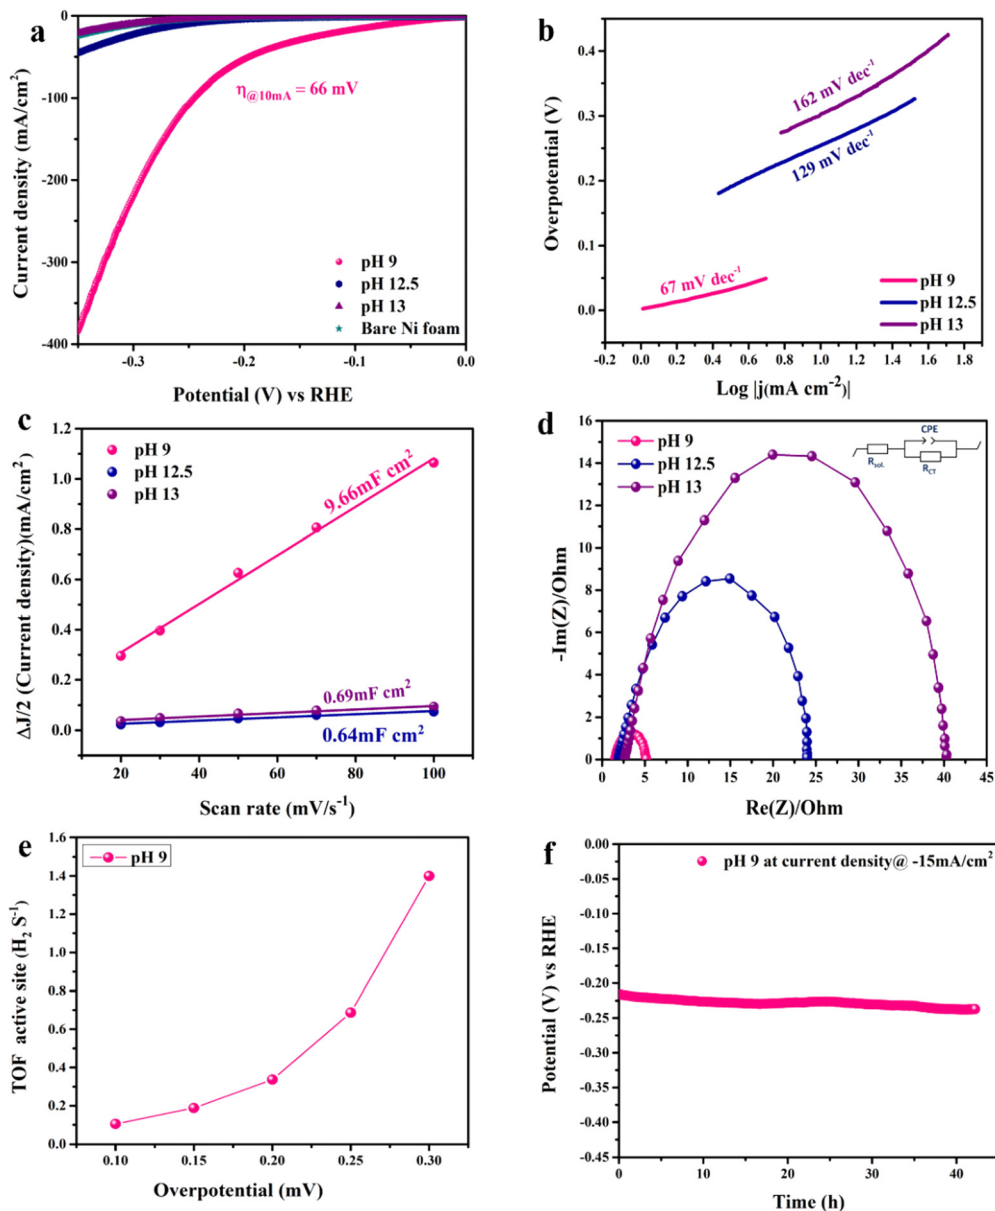 a
Current density (mA/cm²)
0
-100
-200
-300
-400
η@10mA = 66 mV
pH 9
pH 12.5
pH 13
Bare Ni foam
-0.3
-0.2
-0.1
0.0
Potential (V) vs RHE
b
Overpotential (V)
0.4
0.3
0.2
0.1
0.0
162 mV dec⁻¹
129 mV dec⁻¹
67 mV dec⁻¹
pH 9
pH 12.5
pH 13
-0.2
0.0
0.2
0.4
0.6
0.8
1.0
1.2
1.4
1.6
1.8
Log |j(mA cm⁻²)|
c
ΔJ/2 (Current density)(mA/cm²)
1.2
1.0
0.8
0.6
0.4
0.2
0.0
pH 9
pH 12.5
pH 13
9.66mF cm²
0.69mF cm²
0.64mF cm²
20
40
60
80
100
Scan rate (mV/s⁻¹)
d
-Im(Z)/Ohm
16
14
12
10
8
6
4
2
0
pH 9
pH 12.5
pH 13
CPE
Rsol.
RCT
0
5
10
15
20
25
30
35
40
45
Re(Z)/Ohm
e
TOF active site (H₂ S⁻¹)
1.6
1.4
1.2
1.0
0.8
0.6
0.4
0.2
0.0
pH 9
0.10
0.15
0.20
0.25
0.30
Overpotential (mV)
f
Potential (V) vs RHE
0.00
-0.05
-0.10
-0.15
-0.20
-0.25
-0.30
-0.35
-0.40
-0.45
pH 9 at current density@ -15mA/cm²
0
10
20
30
40
Time (h)